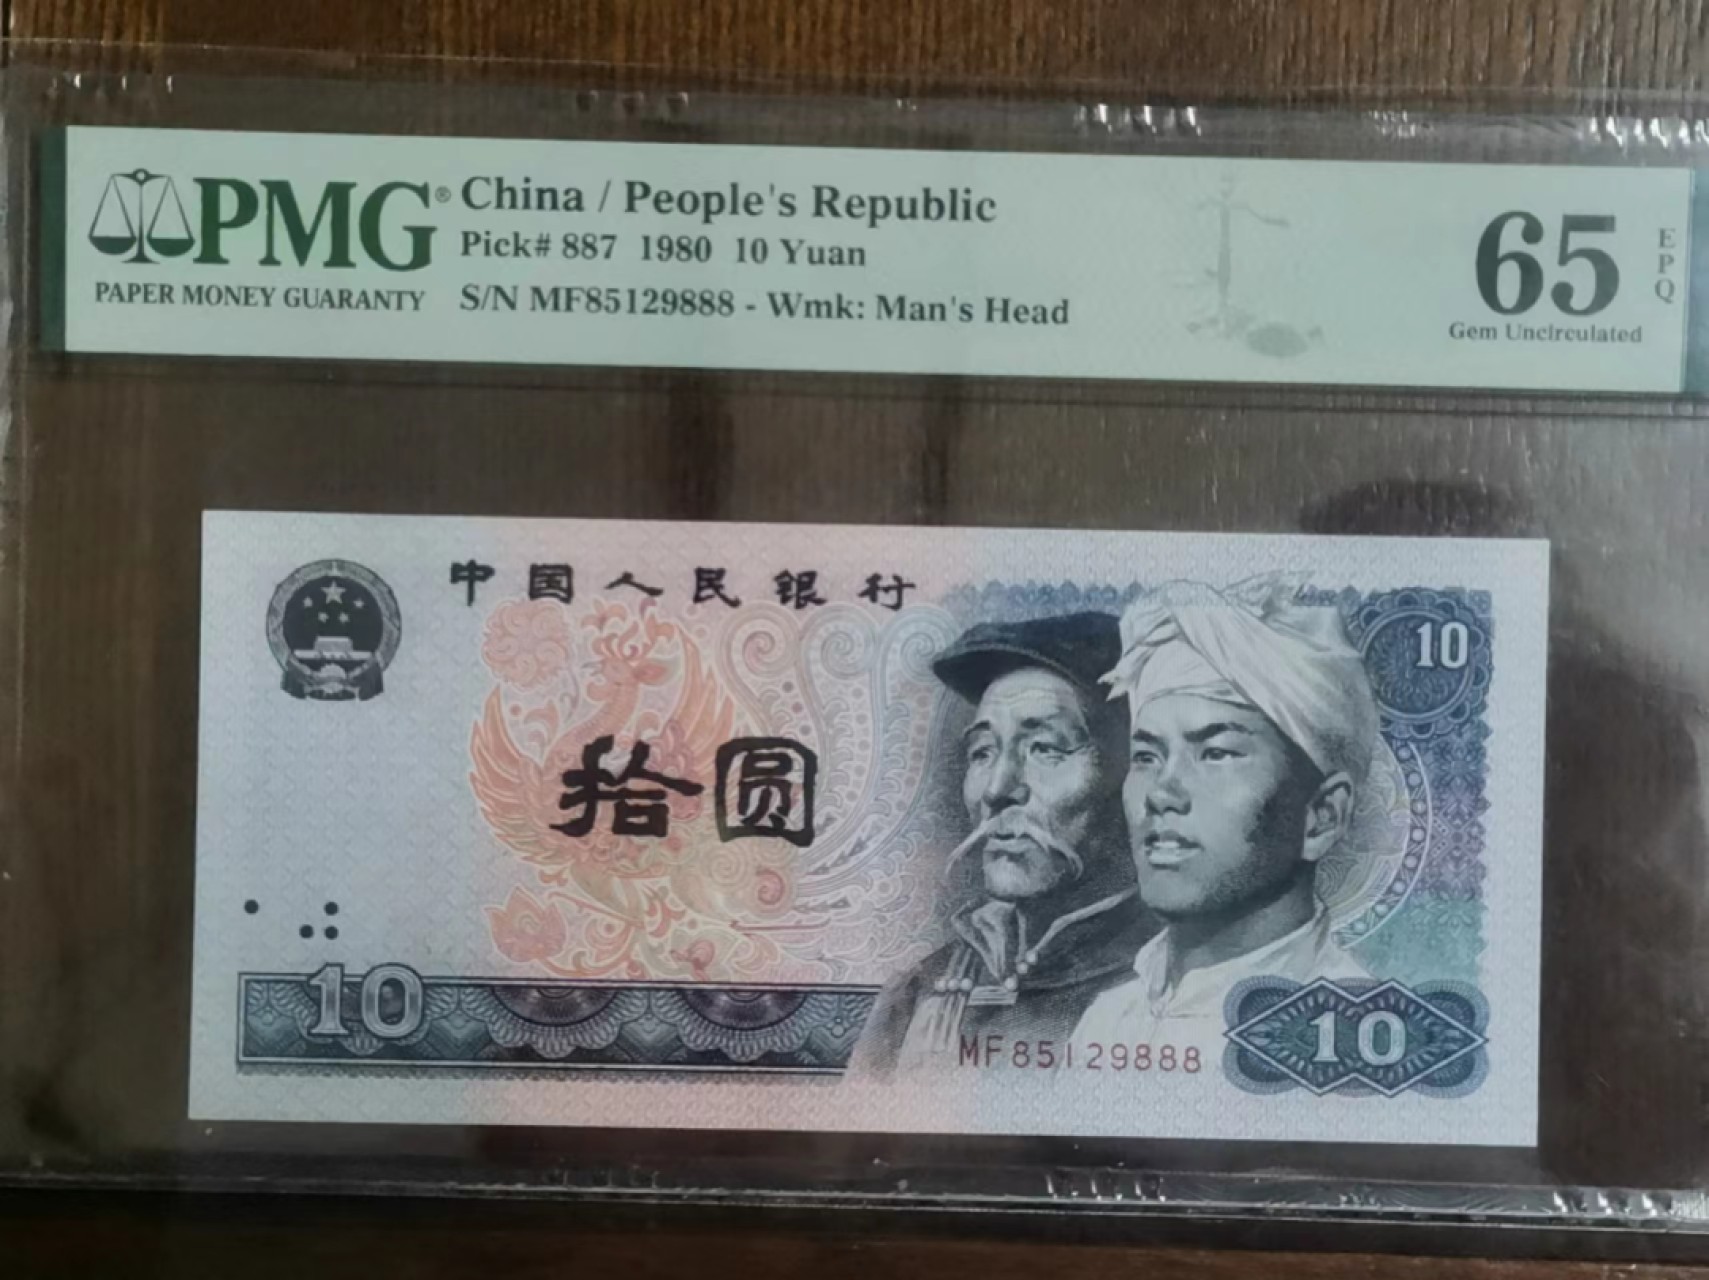 PMG® China / People's Republic
Pick# 887 1980 10 Yuan
PAPER MONEY GUARANTY
S/N MF85129888 - Wmk: Man's Head
65
EPQ
Gem Uncirculated
中国人民银行
10
拾圆
10
MF85129888
10